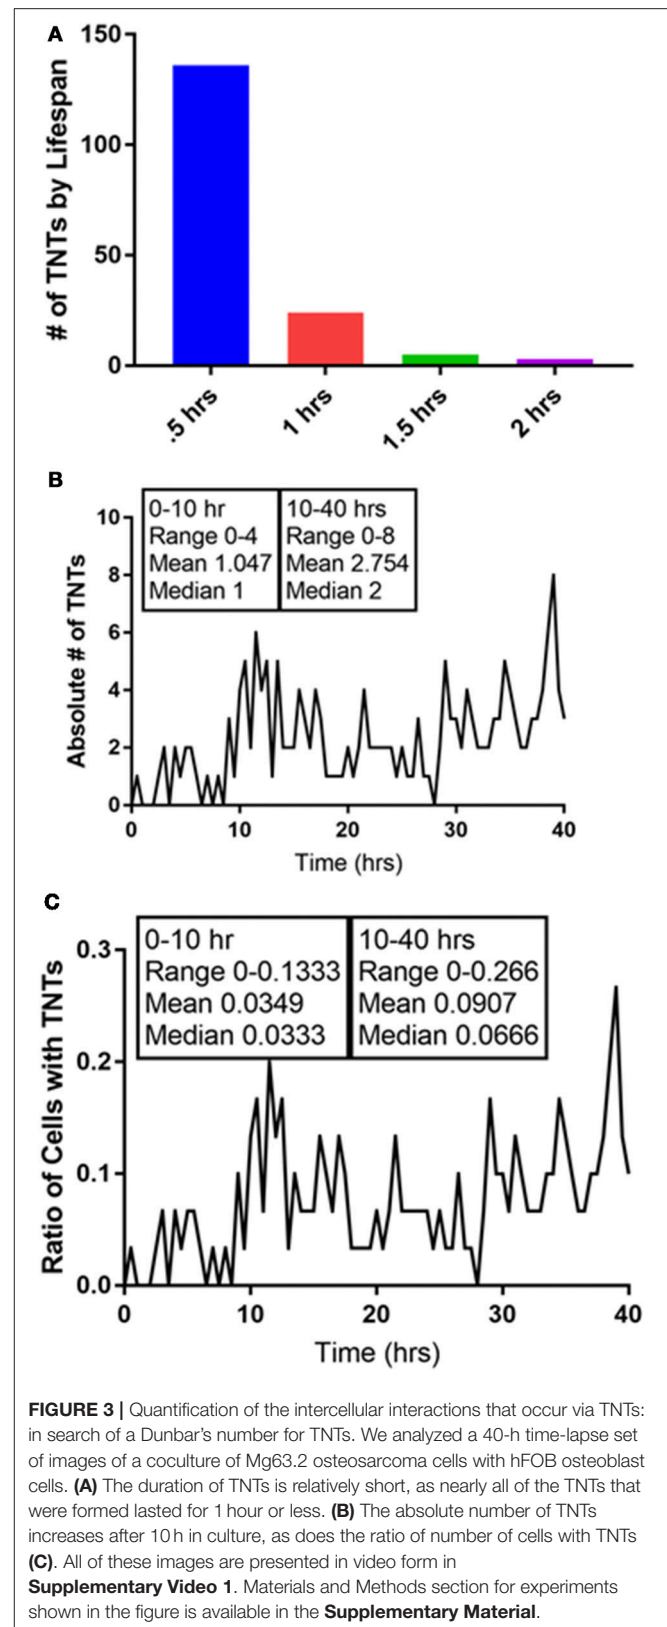 A
150
100
50
0
# of TNTs by Lifespan
.5 hrs
1 hrs
1.5 hrs
2 hrs
B
0-10 hr
Range 0-4
Mean 1.047
Median 1
10-40 hrs
Range 0-8
Mean 2.754
Median 2
10
8
6
4
2
0
Absolute # of TNTs
0
10
20
30
40
Time (hrs)
C
0-10 hr
Range 0-0.1333
Mean 0.0349
Median 0.0333
10-40 hrs
Range 0-0.266
Mean 0.0907
Median 0.0666
0.3
0.2
0.1
0.0
Ratio of Cells with TNTs
0
10
20
30
40
Time (hrs)
FIGURE 3 | Quantification of the intercellular interactions that occur via TNTs:
in search of a Dunbar's number for TNTs. We analyzed a 40-h time-lapse set
of images of a coculture of Mg63.2 osteosarcoma cells with hFOB osteoblast
cells. (A) The duration of TNTs is relatively short, as nearly all of the TNTs that
were formed lasted for 1 hour or less. (B) The absolute number of TNTs
increases after 10 h in culture, as does the ratio of number of cells with TNTs
(C). All of these images are presented in video form in
Supplementary Video 1. Materials and Methods section for experiments
shown in the figure is available in the Supplementary Material.